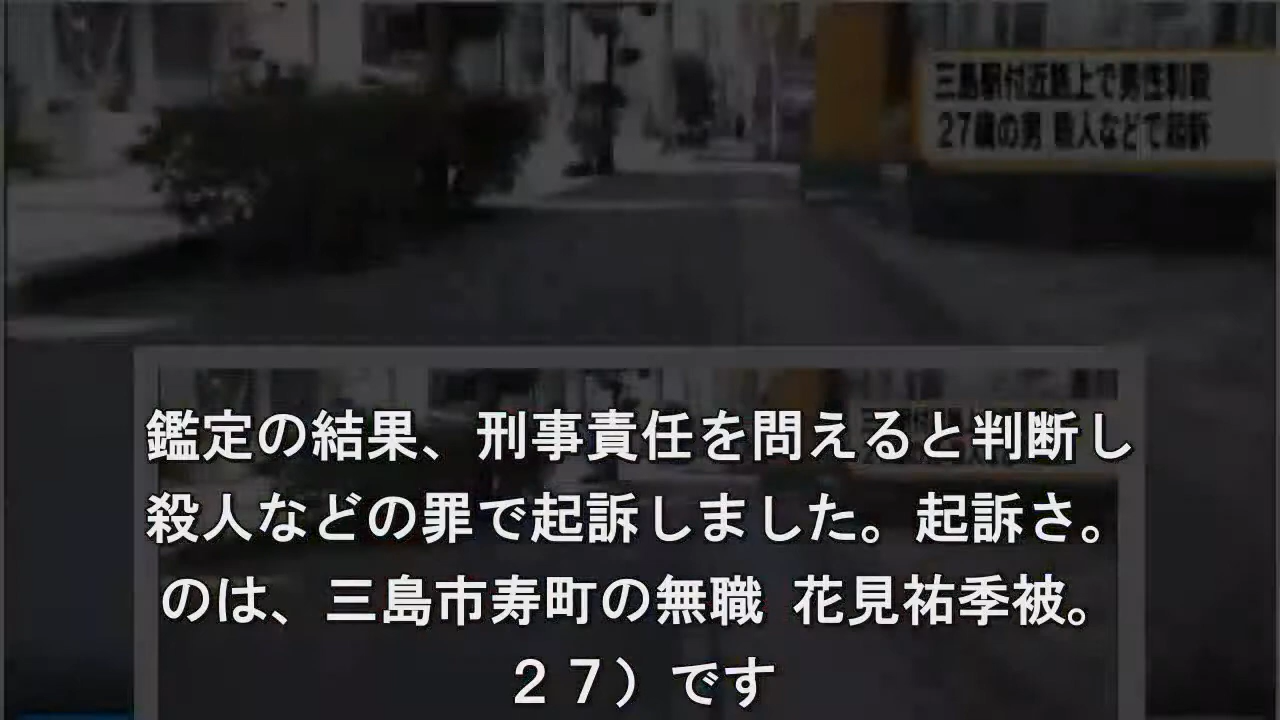 三島駅付近路上で男性刺殺
27歳の男 殺人などで起訴
鑑定の結果、刑事責任を問えると判断し
殺人などの罪で起訴しました。起訴さ。
のは、三島市寿町の無職 花見祐季被。
２７）です